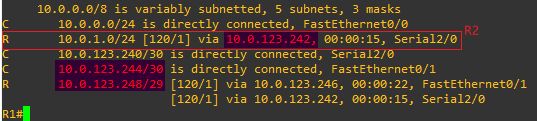 10.0.0.0/8 is variably subnetted, 5 subnets, 3 masks
C 10.0.0.0/24 is directly connected, FastEthernet0/0
R 10.0.1.0/24 [120/1] via 10.0.123.242, 00:00:15, Serial2/0 R2
C 10.0.123.240/30 is directly connected, Serial2/0
C 10.0.123.244/30 is directly connected, FastEthernet0/1
R 10.0.123.248/29 [120/1] via 10.0.123.246, 00:00:22, FastEthernet0/1
[120/1] via 10.0.123.242, 00:00:15, Serial2/0
R1#